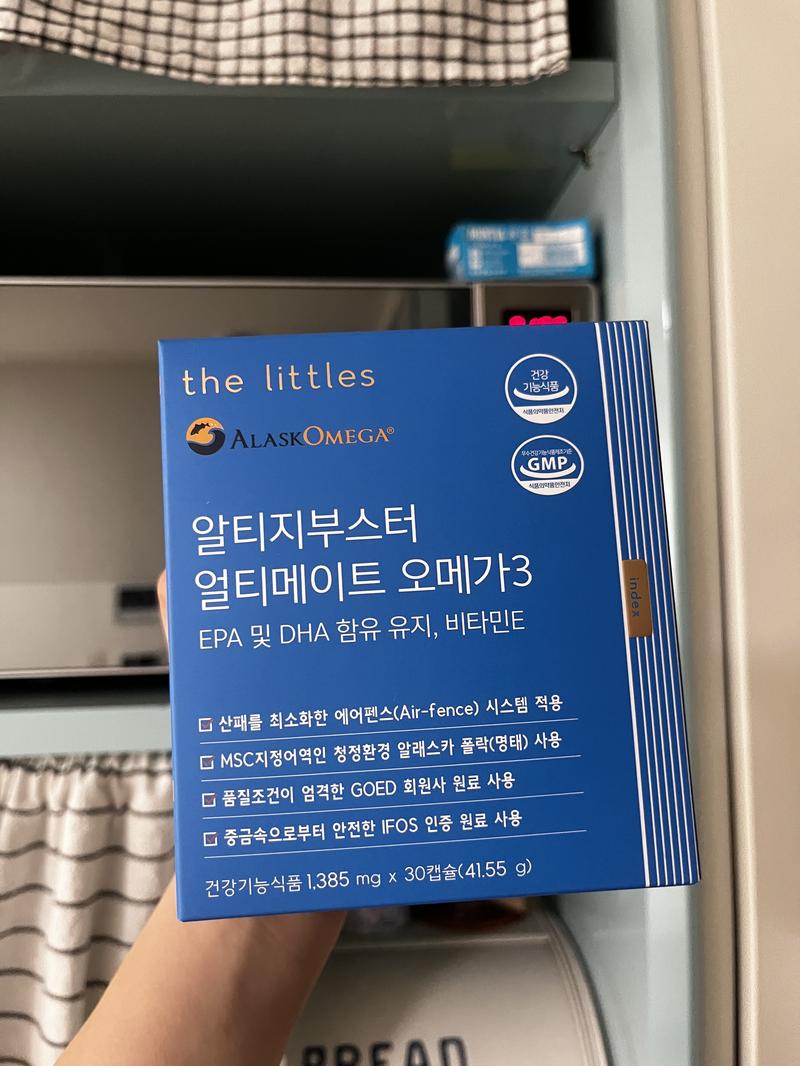 the littles
ALASKOMEGA®
건강
기능식품
식품의약품안전처
우수건강기능식품제조기준
GMP
식품의약품안전처
알티지부스터
얼티메이트 오메가3
EPA 및 DHA 함유 유지, 비타민E
index
산패를 최소화한 에어펜스(Air-fence) 시스템 적용
MSC지정어역인 청정환경 알래스카 폴락(명태) 사용
품질조건이 엄격한 GOED 회원사 원료 사용
중금속으로부터 안전한 IFOS 인증 원료 사용
건강기능식품 1,385 mg x 30캡슐(41.55 g)
BREAD